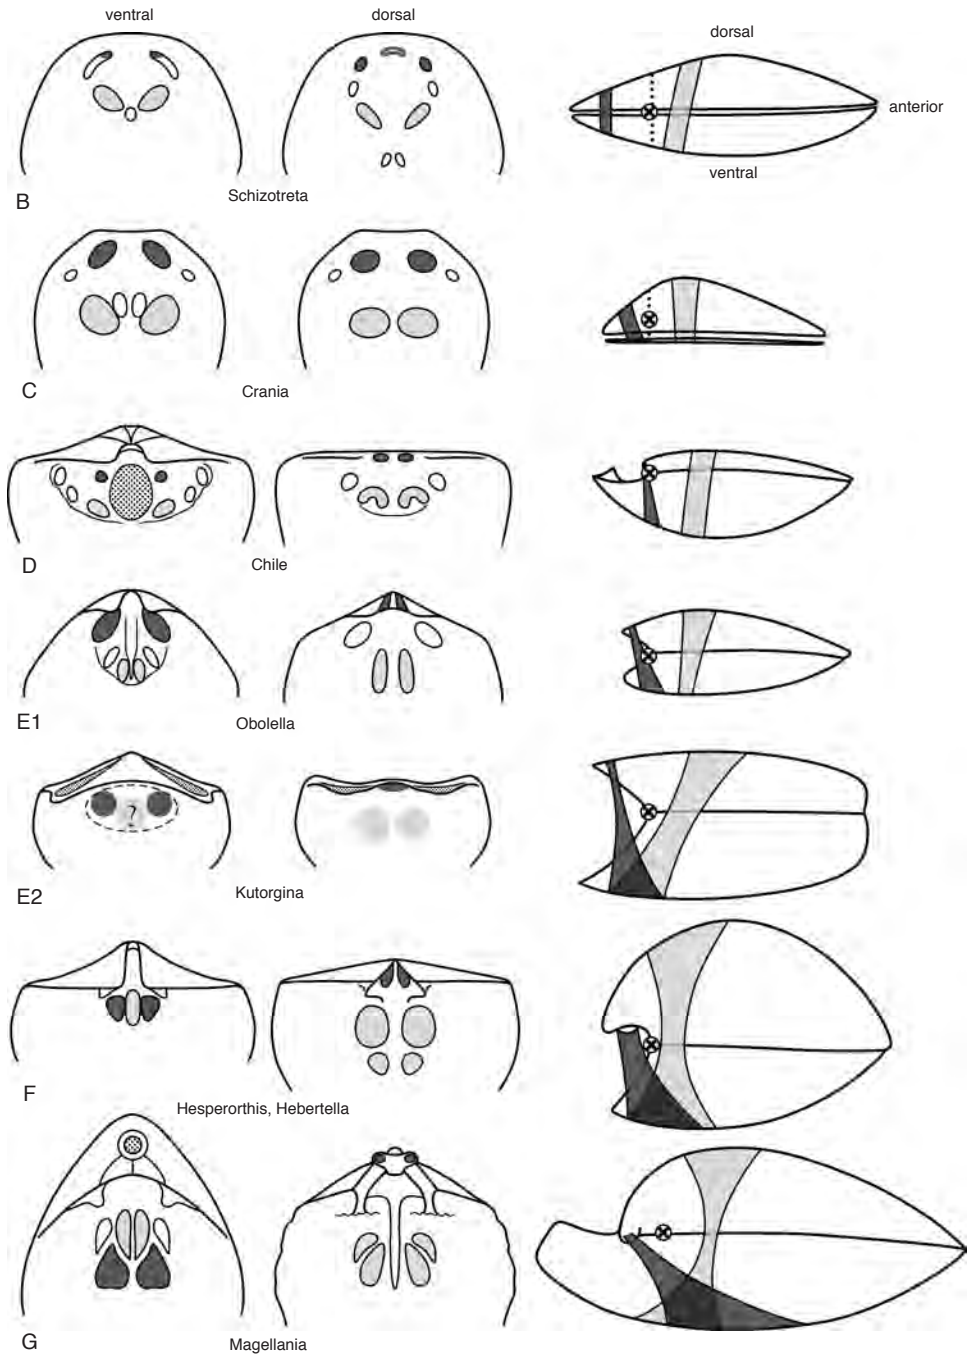 ventral
dorsal
dorsal
anterior
ventral
B
Schizotreta
C
Crania
D
Chile
E1
Obolella
?
E2
Kutorgina
F
Hesperorthis, Hebertella
G
Magellania